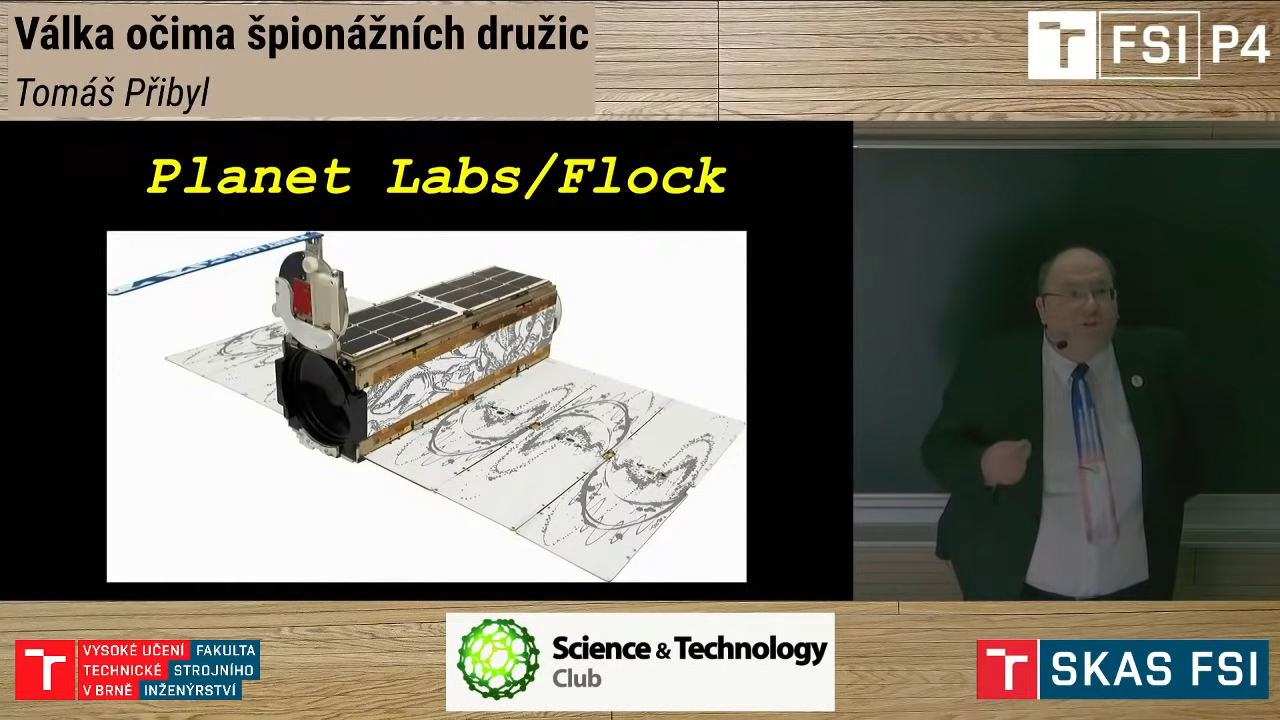 Válka očima špionážních družic
Tomáš Přibyl
FSI P4
Planet Labs/Flock
VYSOKÉ UČENÍ FAKULTA
TECHNICKÉ STROJNÍHO
V BRNĚ INŽENÝRSTVÍ
Science & Technology
Club
SKAS FSI